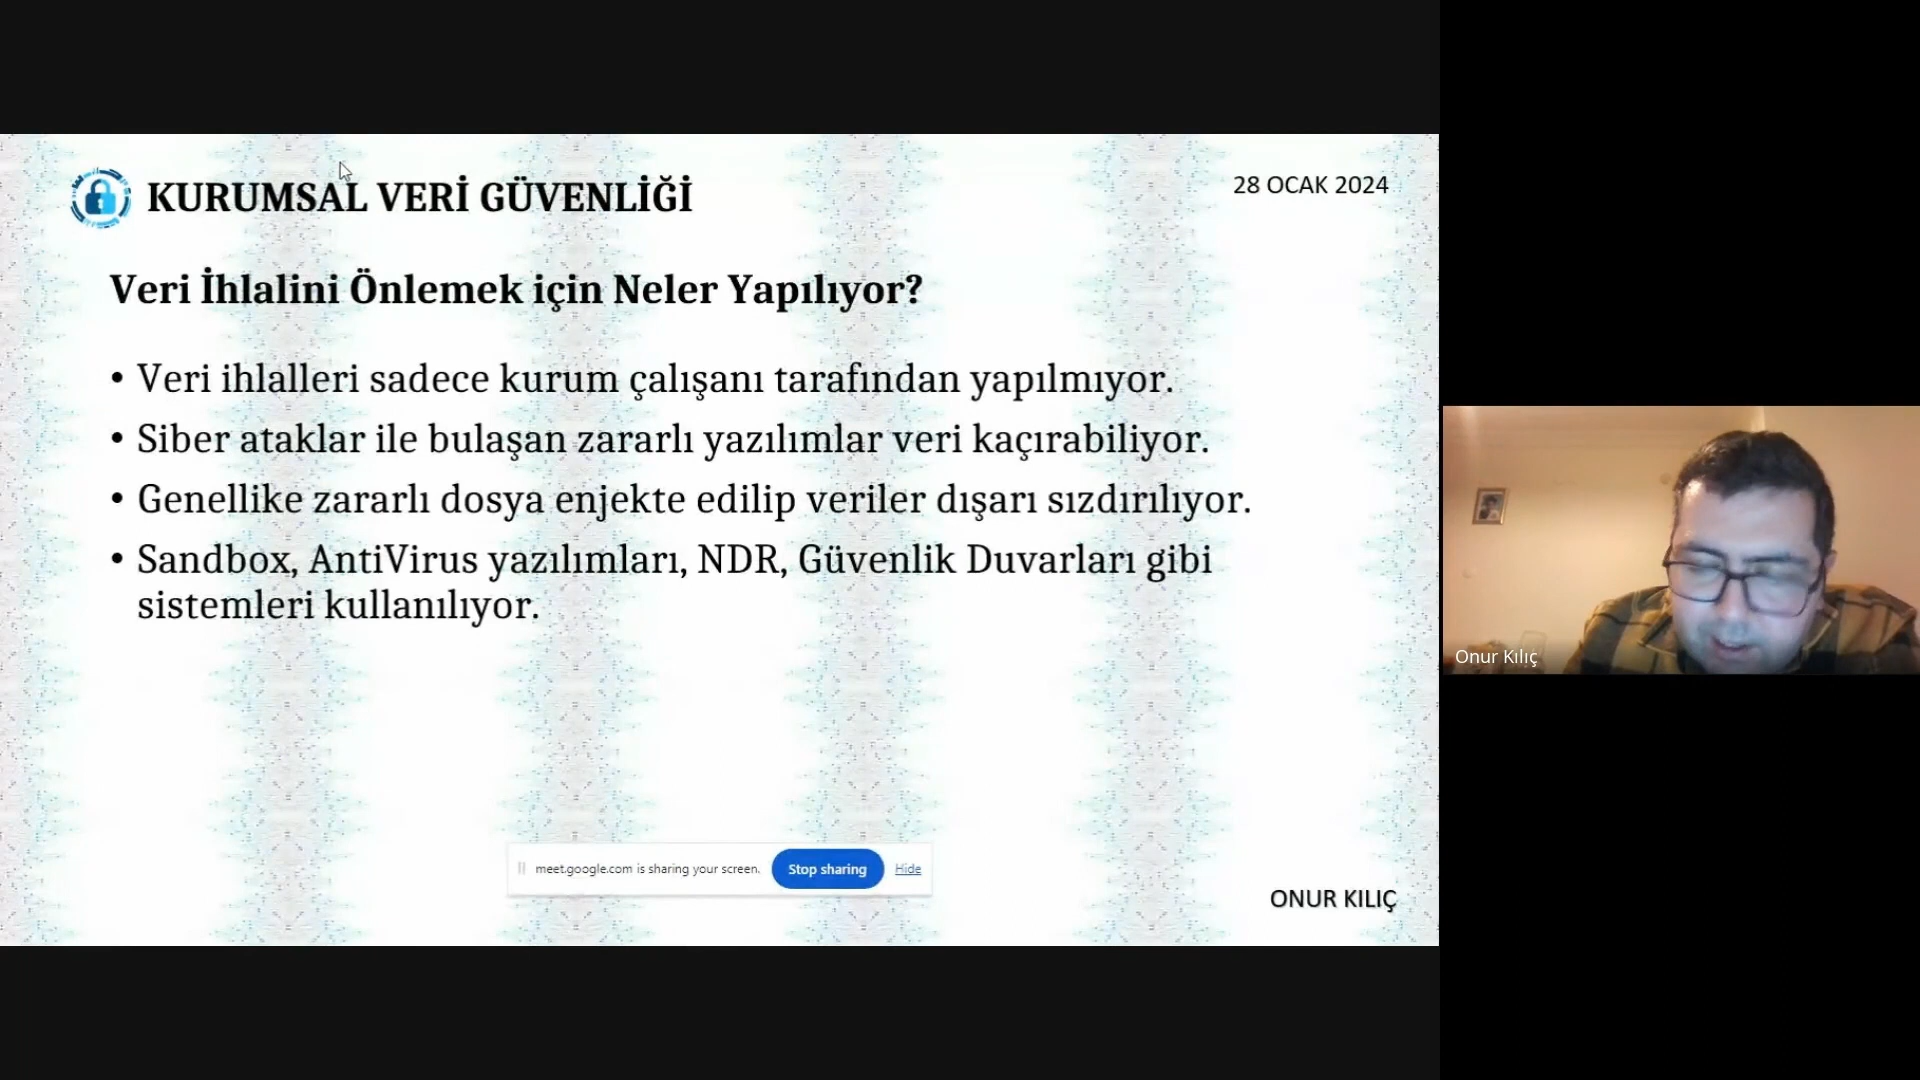 KURUMSAL VERİ GÜVENLİĞİ
28 OCAK 2024
Veri İhlalini Önlemek için Neler Yapılıyor?
• Veri ihlalleri sadece kurum çalışanı tarafından yapılmıyor.
• Siber ataklar ile bulaşan zararlı yazılımlar veri kaçırabiliyor.
• Genellike zararlı dosya enjekte edilip veriler dışarı sızdırılıyor.
• Sandbox, AntiVirus yazılımları, NDR, Güvenlik Duvarları gibi
sistemleri kullanılıyor.
Onur Kılıç
meet.google.com is sharing your screen. Stop sharing Hide
ONUR KILIÇ